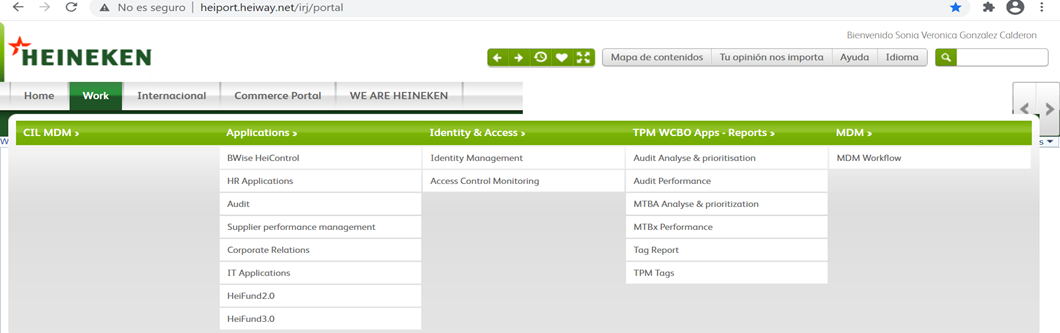 No es seguro | heiport.heiway.net/irj/portal
Bienvenido Sonia Veronica Gonzalez Calderon
HEINEKEN
Mapa de contenidos Tu opinión nos importa Ayuda Idioma
Home Work Internacional Commerce Portal WE ARE HEINEKEN
CIL MDM » Applications » Identity & Access » TPM WCBO Apps - Reports » MDM »
BWise HeiControl Identity Management Audit Analyse & prioritisation MDM Workflow
HR Applications Access Control Monitoring Audit Performance
Audit MTBA Analyse & prioritization
Supplier performance management MTBx Performance
Corporate Relations Tag Report
IT Applications TPM Tags
HeiFund2.0
HeiFund3.0